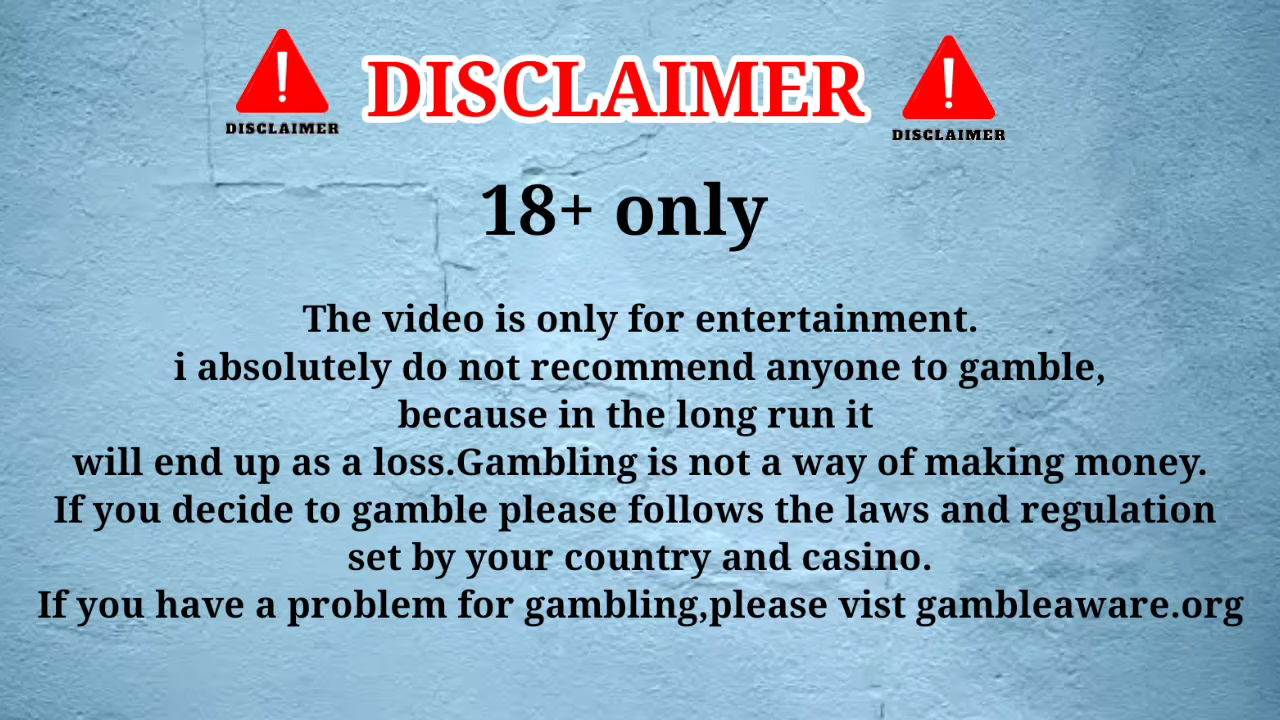 DISCLAIMER
DISCLAIMER
DISCLAIMER
18+ only
The video is only for entertainment.
i absolutely do not recommend anyone to gamble,
because in the long run it
will end up as a loss.Gambling is not a way of making money.
If you decide to gamble please follows the laws and regulation
set by your country and casino.
If you have a problem for gambling,please vist gambleaware.org